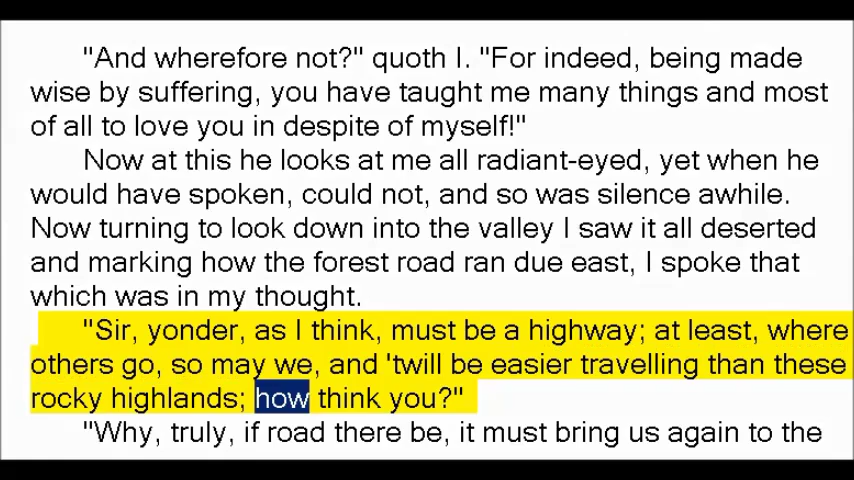 "And wherefore not?" quoth I. "For indeed, being made
wise by suffering, you have taught me many things and most
of all to love you in despite of myself!"
Now at this he looks at me all radiant-eyed, yet when he
would have spoken, could not, and so was silence awhile.
Now turning to look down into the valley I saw it all deserted
and marking how the forest road ran due east, I spoke that
which was in my thought.
"Sir, yonder, as I think, must be a highway; at least, where
others go, so may we, and 'twill be easier travelling than these
rocky highlands; how think you?"
"Why, truly, if road there be, it must bring us again to the